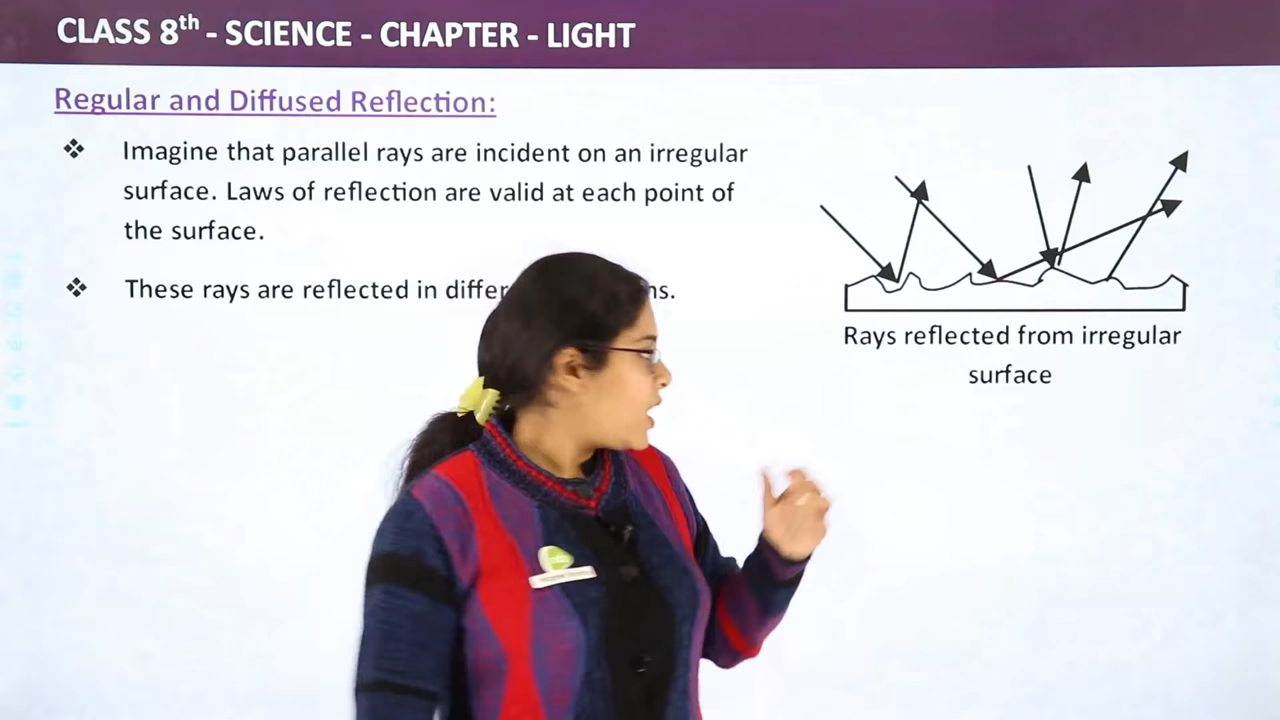 CLASS 8th - SCIENCE - CHAPTER - LIGHT
Regular and Diffused Reflection:
❖ Imagine that parallel rays are incident on an irregular
surface. Laws of reflection are valid at each point of
the surface.
❖ These rays are reflected in
Rays reflected from irregular
surface